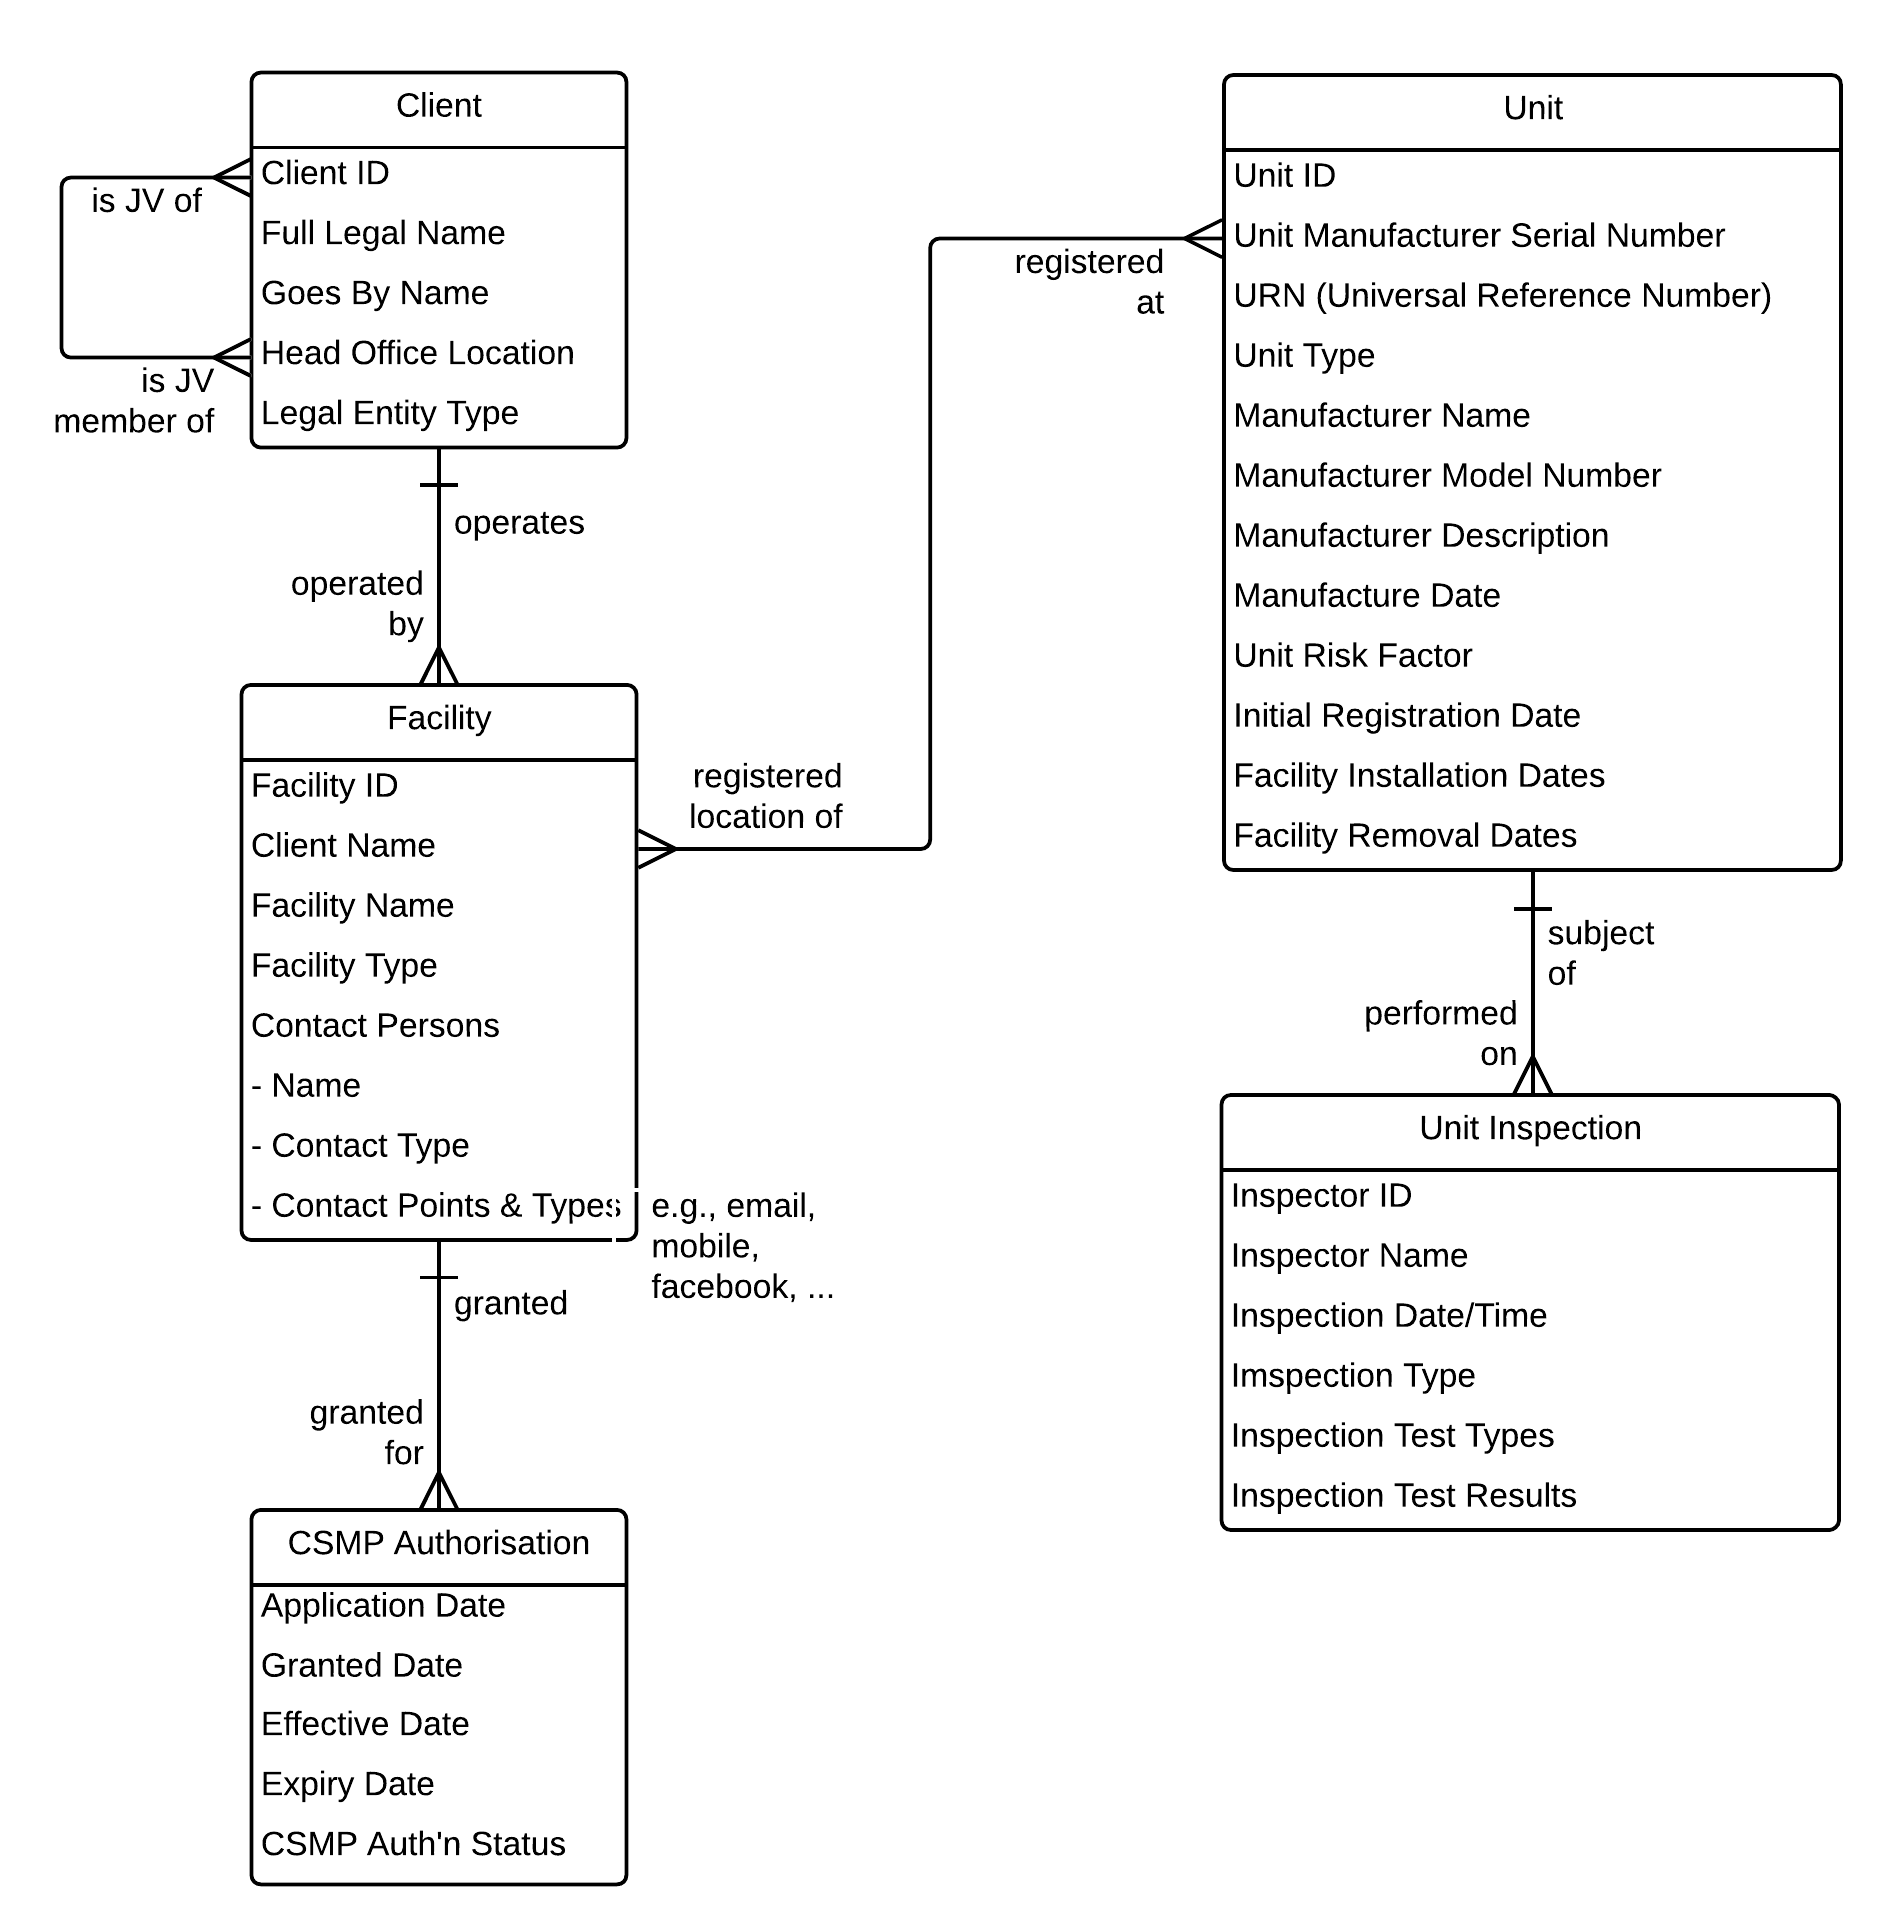 Client
Client ID
Full Legal Name
Goes By Name
Head Office Location
Legal Entity Type
is JV of
is JV
member of
operates
operated
by
Facility
Facility ID
Client Name
Facility Name
Facility Type
Contact Persons
- Name
- Contact Type
- Contact Points & Types
e.g., email,
mobile,
facebook, ...
registered
location of
registered
at
granted
granted
for
CSMP Authorisation
Application Date
Granted Date
Effective Date
Expiry Date
CSMP Auth'n Status
Unit
Unit ID
Unit Manufacturer Serial Number
URN (Universal Reference Number)
Unit Type
Manufacturer Name
Manufacturer Model Number
Manufacturer Description
Manufacture Date
Unit Risk Factor
Initial Registration Date
Facility Installation Dates
Facility Removal Dates
subject
of
performed
on
Unit Inspection
Inspector ID
Inspector Name
Inspection Date/Time
Imspection Type
Inspection Test Types
Inspection Test Results